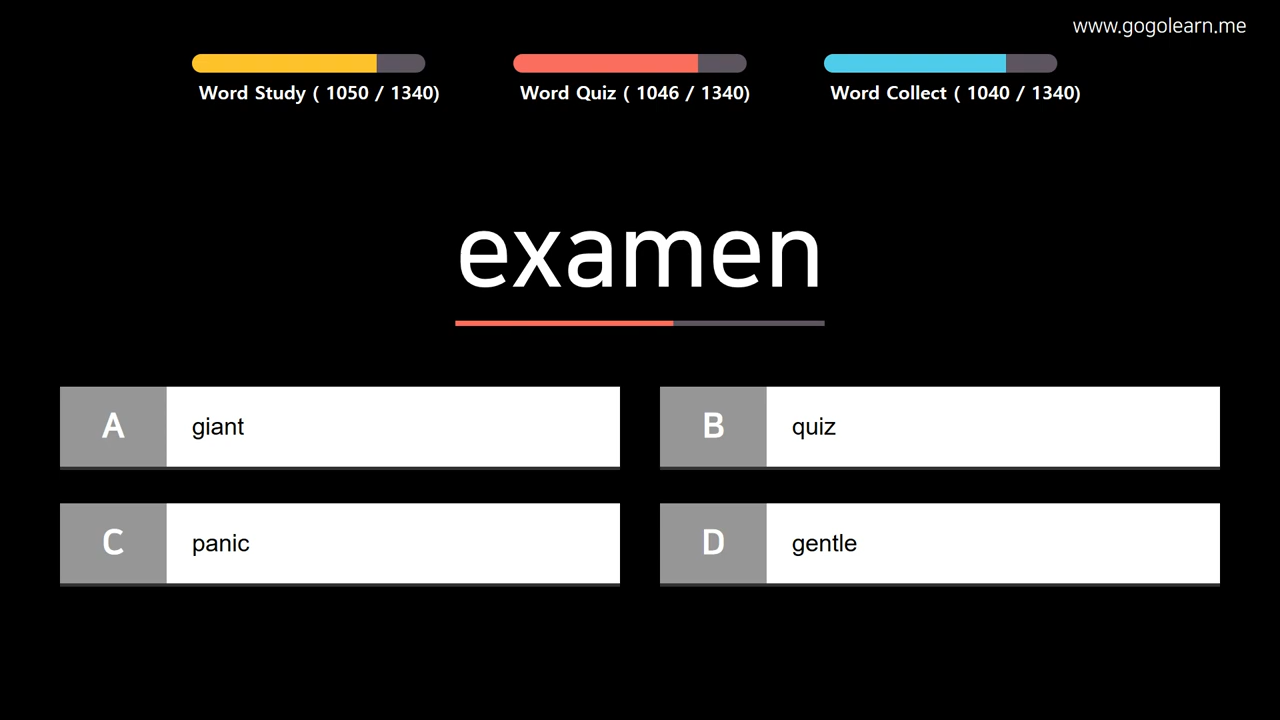 www.gogolearn.me
Word Study ( 1050 / 1340)
Word Quiz ( 1046 / 1340)
Word Collect ( 1040 / 1340)
examen
A giant
B quiz
C panic
D gentle